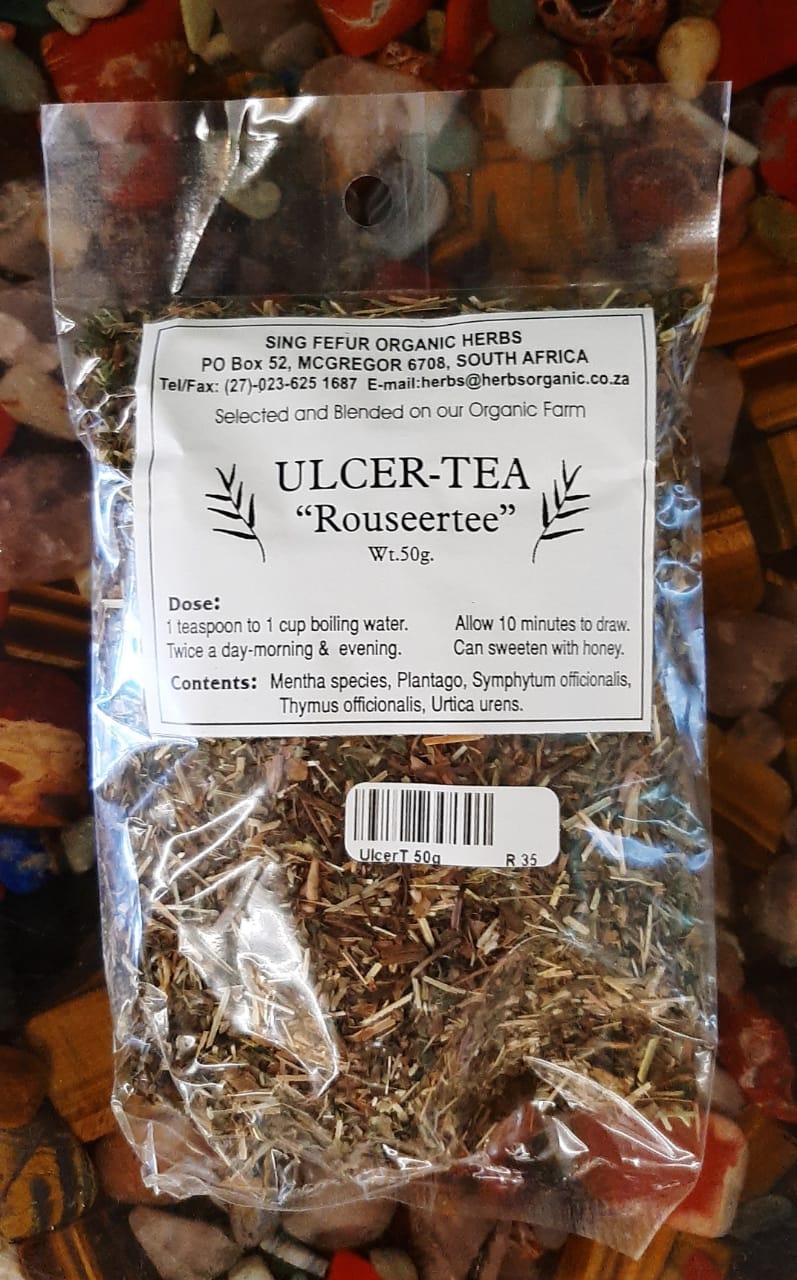 SING FEFUR ORGANIC HERBS
PO Box 52, MCGREGOR 6708, SOUTH AFRICA
Tel/Fax: (27)-023-625 1687 E-mail:herbs@herbsorganic.co.za
Selected and Blended on our Organic Farm
ULCER-TEA
“Rouseertee”
Wt.50g.
Dose:
1 teaspoon to 1 cup boiling water. Allow 10 minutes to draw.
Twice a day-morning & evening. Can sweeten with honey.
Contents: Mentha species, Plantago, Symphytum officionalis,
Thymus officionalis, Urtica urens.
UlcerT 50g R 35